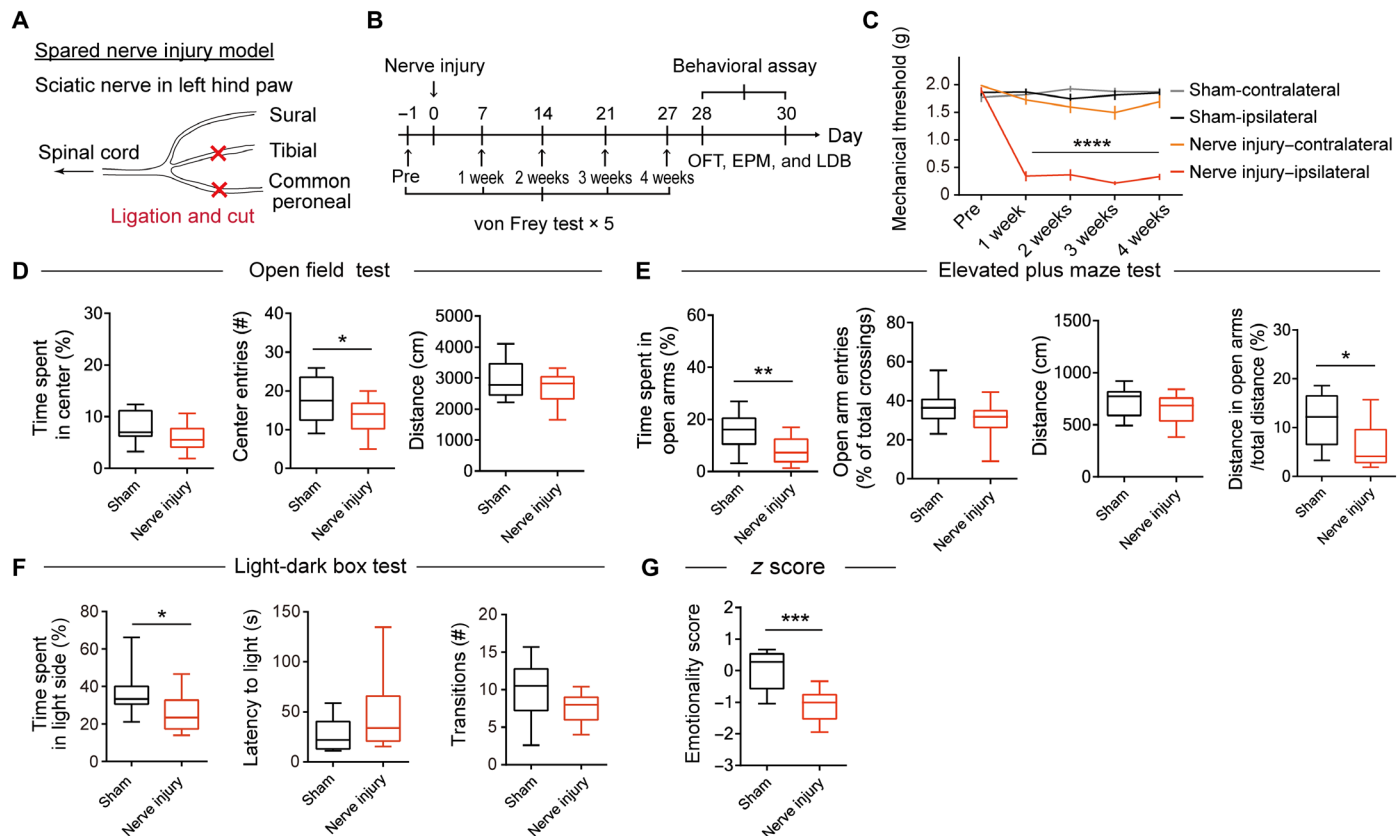 A
Spared nerve injury model
Sciatic nerve in left hind paw
Sural
Spinal cord
Tibial
Common
peroneal
Ligation and cut
B
Nerve injury
Behavioral assay
−1 0 7 14 21 27 28 30
Day
OFT, EPM, and LDB
Pre 1 week 2 weeks 3 weeks 4 weeks
von Frey test × 5
C
Mechanical threshold (g)
2.0
1.5
1.0
0.5
0
****
Pre
1 week
2 weeks
3 weeks
4 weeks
Sham-contralateral
Sham-ipsilateral
Nerve injury–contralateral
Nerve injury–ipsilateral
D
Open field test
Time spent
in center (%)
30
20
10
0
Sham
Nerve injury
Center entries (#)
40
30
20
10
0
*
Sham
Nerve injury
Distance (cm)
5000
4000
3000
2000
1000
0
Sham
Nerve injury
E
Elevated plus maze test
Time spent in
open arms (%)
60
40
20
0
**
Sham
Nerve injury
Open arm entries
(% of total crossings)
80
60
40
20
0
Sham
Nerve injury
Distance (cm)
1500
1000
500
0
Sham
Nerve injury
Distance in open arms
/total distance (%)
30
20
10
0
*
Sham
Nerve injury
F
Light-dark box test
Time spent
in light side (%)
80
60
40
20
0
*
Sham
Nerve injury
Latency to light (s)
150
100
50
0
Sham
Nerve injury
Transitions (#)
20
15
10
5
0
Sham
Nerve injury
G
z score
Emotionality score
2
1
0
−1
−2
−3
***
Sham
Nerve injury